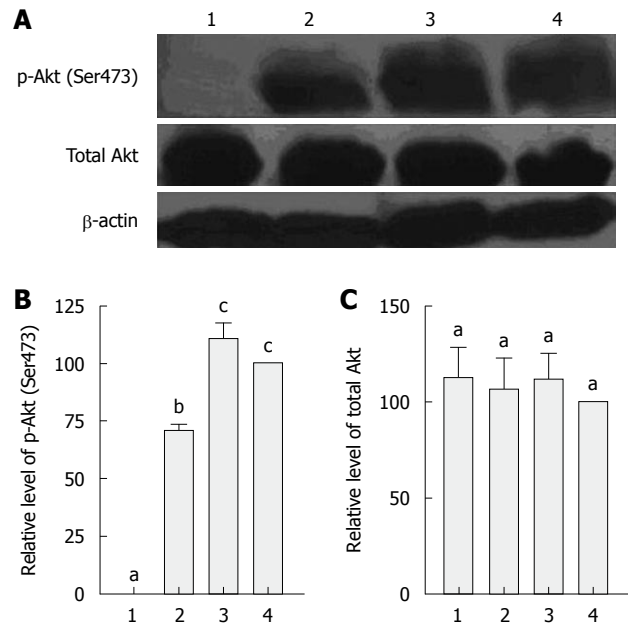 A
1 2 3 4
p-Akt (Ser473)
Total Akt
β-actin
B
Relative level of p-Akt (Ser473)
125
100
75
50
25
0
a
b
c
c
1 2 3 4
C
Relative level of total Akt
150
100
50
0
a
a
a
a
1 2 3 4